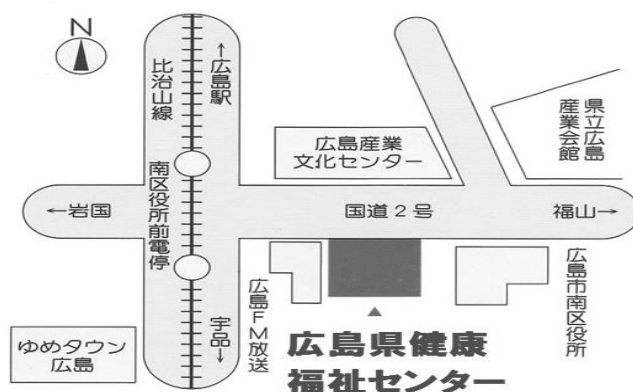 N
比治山線
↑広島駅
南区役所前電停
広島産業
文化センター
県立広島
産業会館
←岩国
国道2号
福山→
宇品↓
広島FM放送
広島市南区役所
ゆめタウン
広島
広島県健康
福祉センター